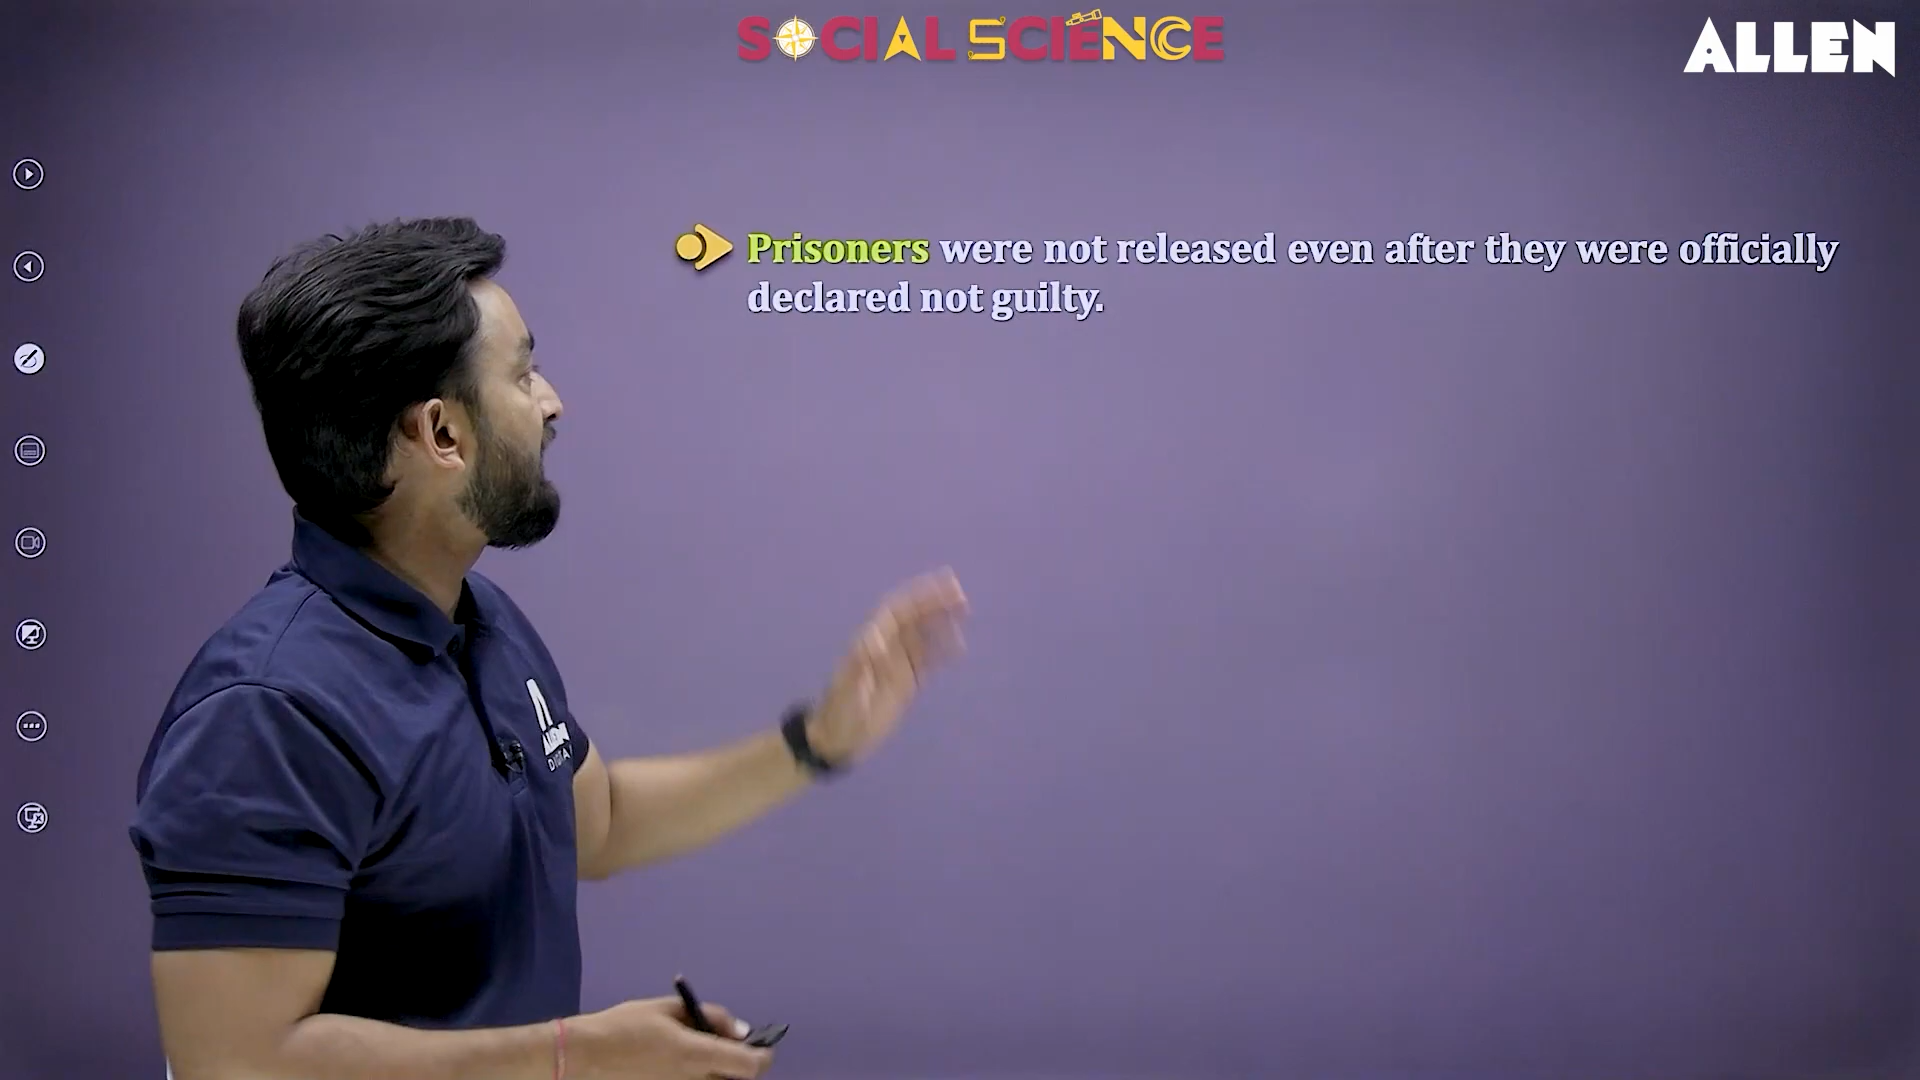 SOCIAL SCIENCE
ALLEN
Prisoners were not released even after they were officially
declared not guilty.